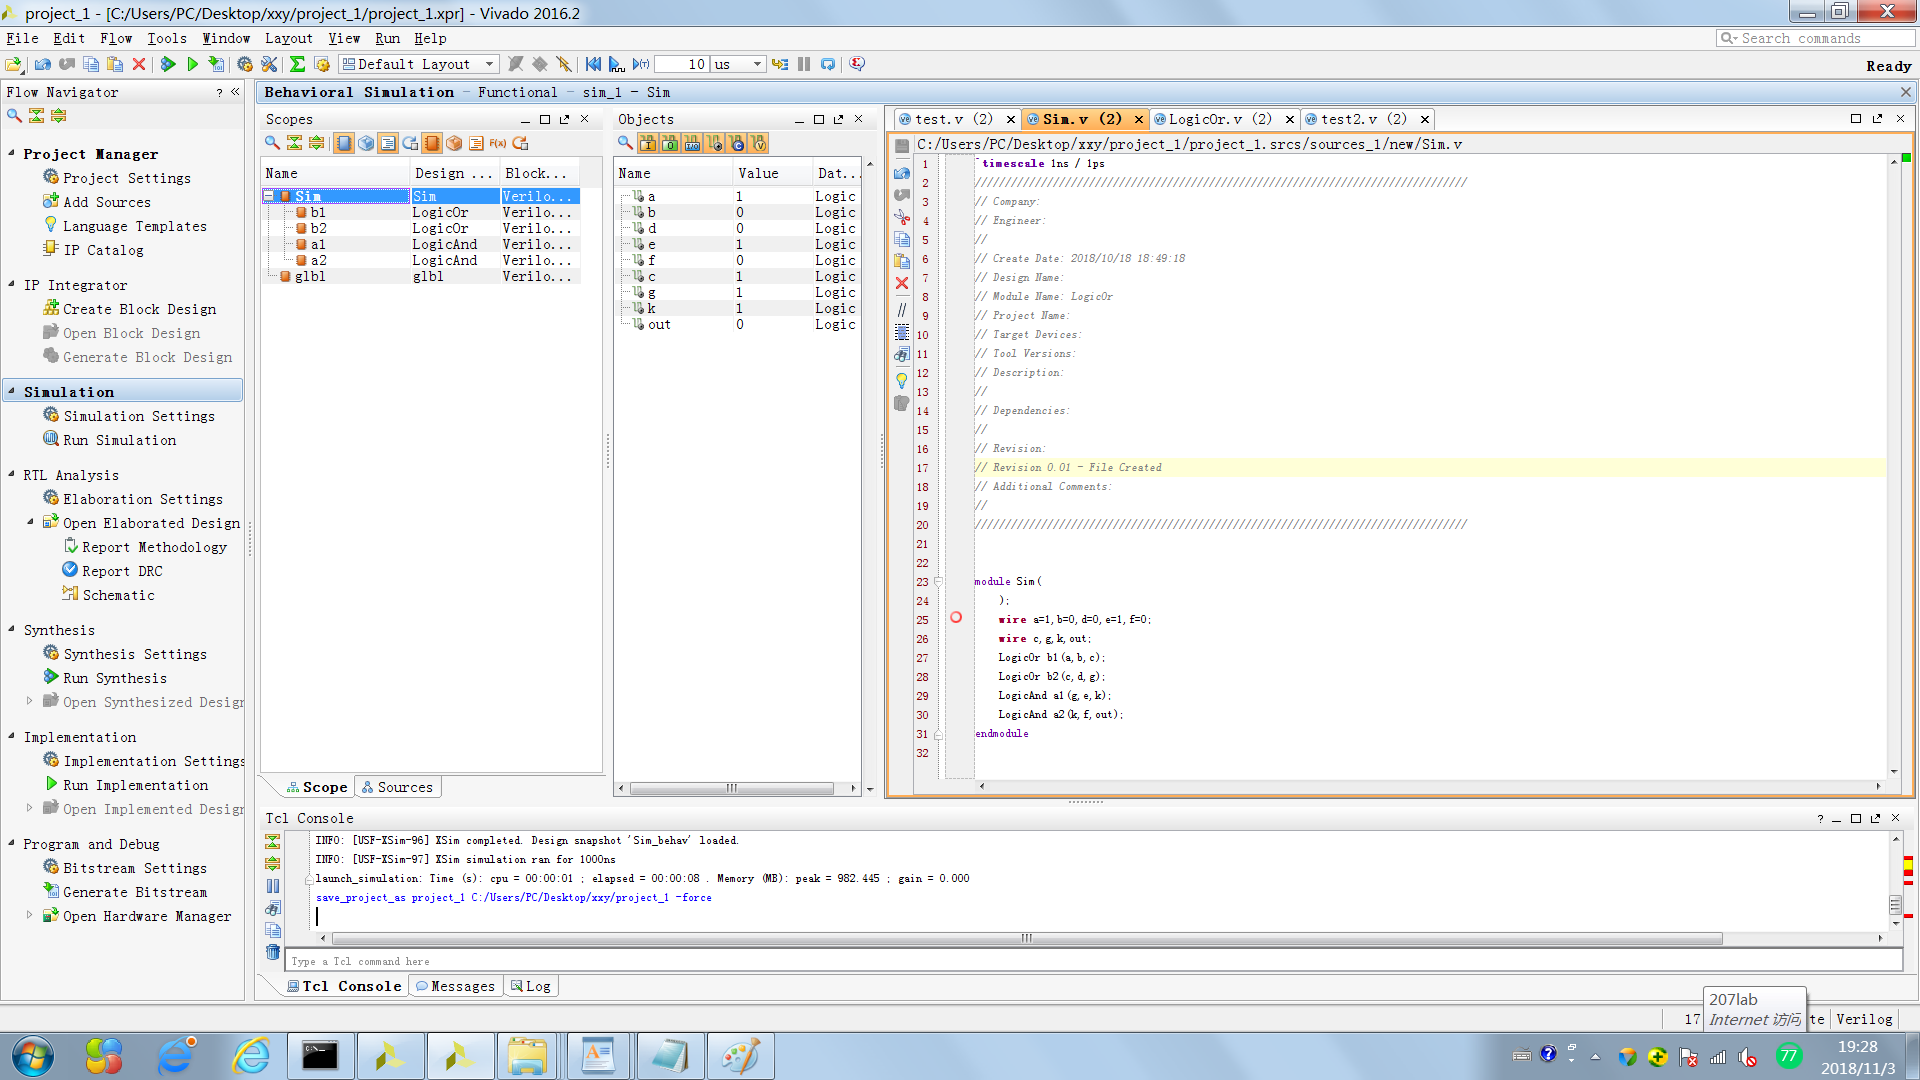 project_1 - [C:/Users/PC/Desktop/xxy/project_1/project_1.xpr] - Vivado 2016.2
File Edit Flow Tools Window Layout View Run Help
Search commands
Default Layout
10 us
Ready
Flow Navigator
Project Manager
Project Settings
Add Sources
Language Templates
IP Catalog
IP Integrator
Create Block Design
Open Block Design
Generate Block Design
Simulation
Simulation Settings
Run Simulation
RTL Analysis
Elaboration Settings
Open Elaborated Design
Report Methodology
Report DRC
Schematic
Synthesis
Synthesis Settings
Run Synthesis
Open Synthesized Desigr
Implementation
Implementation Settings
Run Implementation
Open Implemented Design
Program and Debug
Bitstream Settings
Generate Bitstream
Open Hardware Manager
Behavioral Simulation - Functional - sim_1 - Sim
Scopes
Name Design ... Block...
Sim Sim Verilo...
b1 LogicOr Verilo...
b2 LogicOr Verilo...
a1 LogicAnd Verilo...
a2 LogicAnd Verilo...
glbl glbl Verilo...
Scope Sources
Objects
Name Value Dat...
a 1 Logic
b 0 Logic
d 0 Logic
e 1 Logic
f 0 Logic
c 1 Logic
g 1 Logic
k 1 Logic
out 0 Logic
test.v (2) Sim.v (2) LogicOr.v (2) test2.v (2)
C:/Users/PC/Desktop/xxy/project_1/project_1.srcs/sources_1/new/Sim.v
1 `timescale 1ns / 1ps
2 //////////////////////////////////////////////////////////////////////////////////
3 // Company:
4 // Engineer:
5 //
6 // Create Date: 2018/10/18 18:49:18
7 // Design Name:
8 // Module Name: LogicOr
9 // Project Name:
10 // Target Devices:
11 // Tool Versions:
12 // Description:
13 //
14 // Dependencies:
15 //
16 // Revision:
17 // Revision 0.01 - File Created
18 // Additional Comments:
19 //
20 //////////////////////////////////////////////////////////////////////////////////
21
22
23 module Sim(
24 );
25 wire a=1,b=0,d=0,e=1,f=0;
26 wire c,g,k,out;
27 LogicOr b1(a,b,c);
28 LogicOr b2(c,d,g);
29 LogicAnd a1(g,e,k);
30 LogicAnd a2(k,f,out);
31 endmodule
32
Tcl Console
INFO: [USF-XSim-96] XSim completed. Design snapshot 'Sim_behav' loaded.
INFO: [USF-XSim-97] XSim simulation ran for 1000ns
launch_simulation: Time (s): cpu = 00:00:01 ; elapsed = 00:00:08 . Memory (MB): peak = 982.445 ; gain = 0.000
save_project_as project_1 C:/Users/PC/Desktop/xxy/project_1 -force
Type a Tcl command here
Tcl Console Messages Log
207lab
Internet 访问
17
te Verilog
77
19:28
2018/11/3